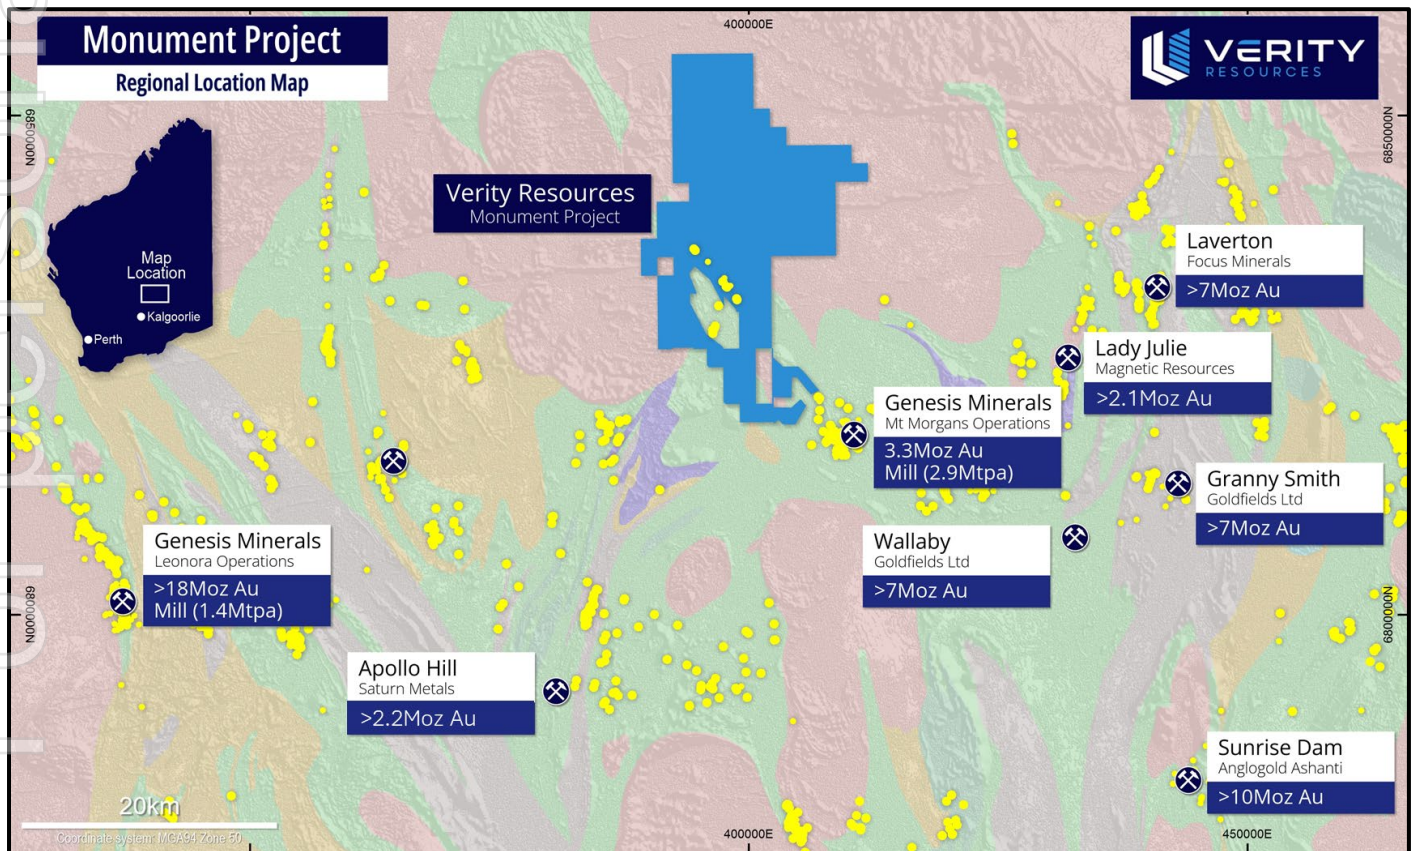 Monument Project
Regional Location Map
400000E
VERITY
RESOURCES
6850000N
6850000N
Verity Resources
Monument Project
Map
Location
Kalgoorlie
Perth
Laverton
Focus Minerals
>7Moz Au
Lady Julie
Magnetic Resources
>2.1Moz Au
Genesis Minerals
Mt Morgans Operations
3.3Moz Au
Mill (2.9Mtpa)
Granny Smith
Goldfields Ltd
>7Moz Au
Genesis Minerals
Leonora Operations
>18Moz Au
Mill (1.4Mtpa)
Wallaby
Goldfields Ltd
>7Moz Au
6800000N
6800000N
Apollo Hill
Saturn Metals
>2.2Moz Au
Sunrise Dam
Anglogold Ashanti
>10Moz Au
20km
Coordinate system: MGA94 Zone 50
400000E
450000E